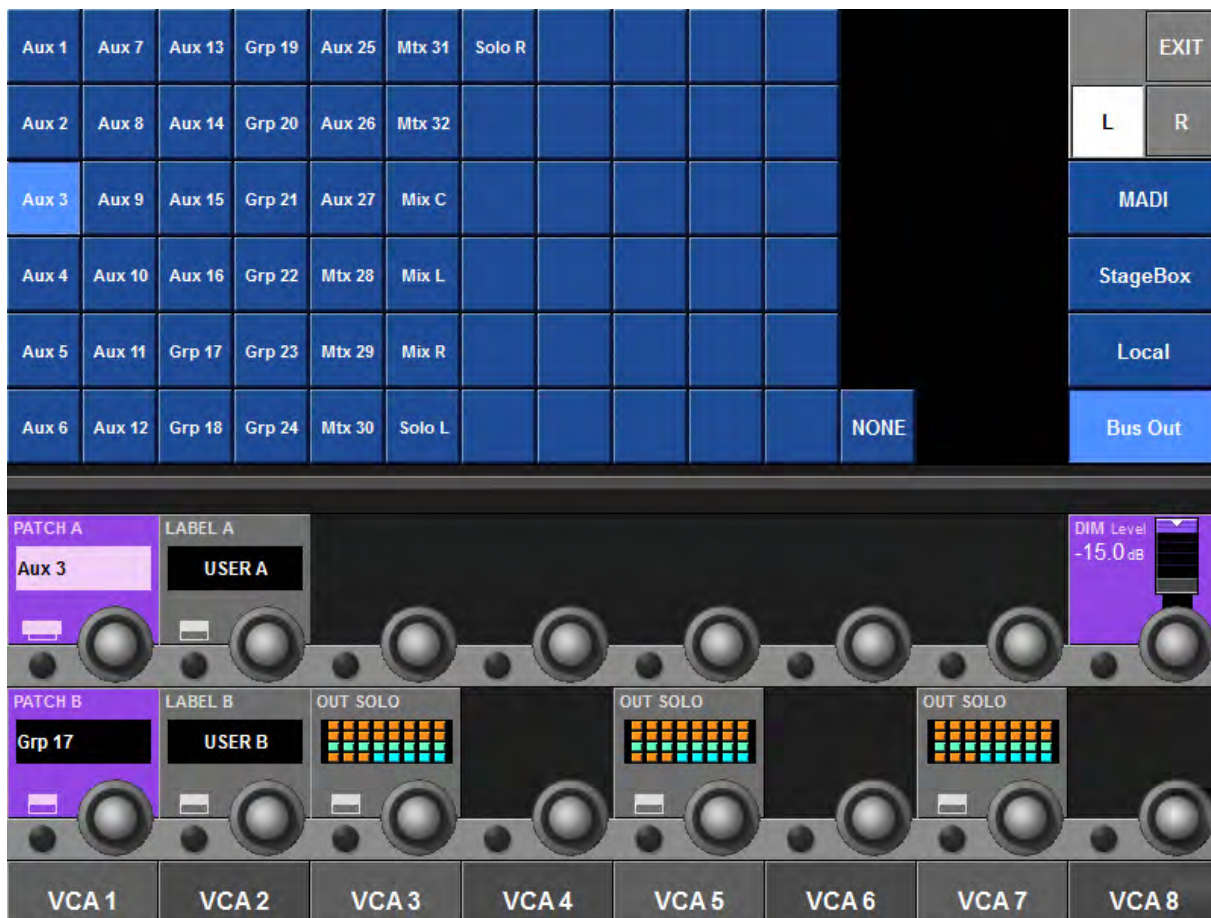 Aux 1 Aux 7 Aux 13 Grp 19 Aux 25 Mtx 31 Solo R EXIT
Aux 2 Aux 8 Aux 14 Grp 20 Aux 26 Mtx 32 L R
Aux 3 Aux 9 Aux 15 Grp 21 Aux 27 Mix C MADI
Aux 4 Aux 10 Aux 16 Grp 22 Mtx 28 Mix L StageBox
Aux 5 Aux 11 Grp 17 Grp 23 Mtx 29 Mix R Local
Aux 6 Aux 12 Grp 18 Grp 24 Mtx 30 Solo L NONE Bus Out
PATCH A LABEL A DIM Level
-15.0 dB
Aux 3 USER A
PATCH B LABEL B OUT SOLO OUT SOLO OUT SOLO
Grp 17 USER B
VCA 1 VCA 2 VCA 3 VCA 4 VCA 5 VCA 6 VCA 7 VCA 8